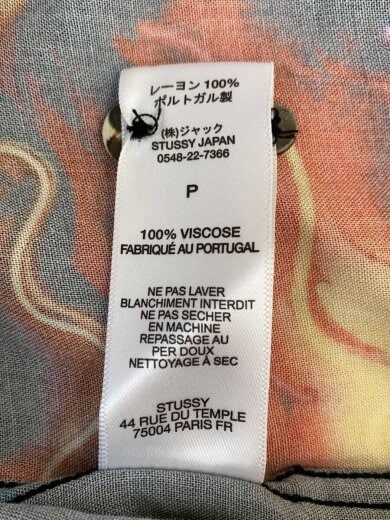 レーヨン 100%
ポルトガル製
(株)ジャック
STUSSY JAPAN
0548-22-7366
P
100% VISCOSE
FABRIQUÉ AU PORTUGAL
NE PAS LAVER
BLANCHIMENT INTERDIT
NE PAS SECHER
EN MACHINE
REPASSAGE AU
PER DOUX
NETTOYAGE À SEC
STUSSY
44 RUE DU TEMPLE
75004 PARIS FR